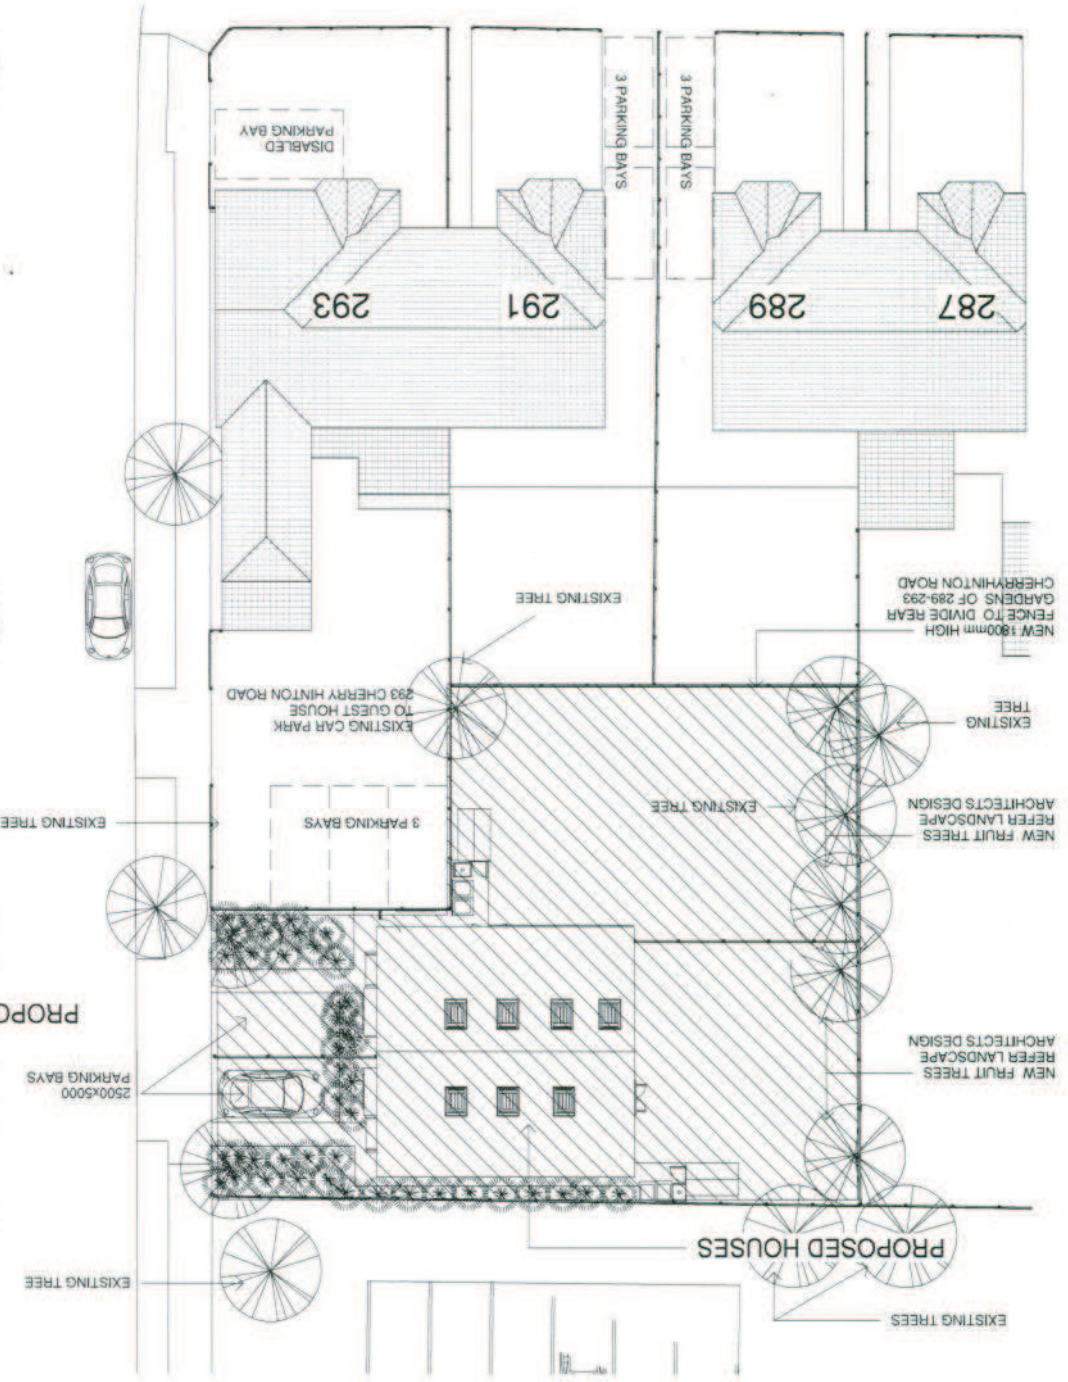 EXISTING TREES
EXISTING TREE
PROPOSED HOUSES
2500x5000
PARKING BAYS
NEW FRUIT TREES
REFER LANDSCAPE
ARCHITECTS DESIGN
PROPO
NEW FRUIT TREES
REFER LANDSCAPE
ARCHITECTS DESIGN
EXISTING TREE
3 PARKING BAYS
EXISTING TREE
EXISTING
TREE
EXISTING CAR PARK
TO GUEST HOUSE
293 CHERRY HINTON ROAD
NEW 1800mm HIGH
FENCE TO DIVIDE REAR
GARDENS OF 289-293
CHERRYHINTON ROAD
EXISTING TREE
287
289
291
293
3 PARKING BAYS
3 PARKING BAYS
DISABLED
PARKING BAY